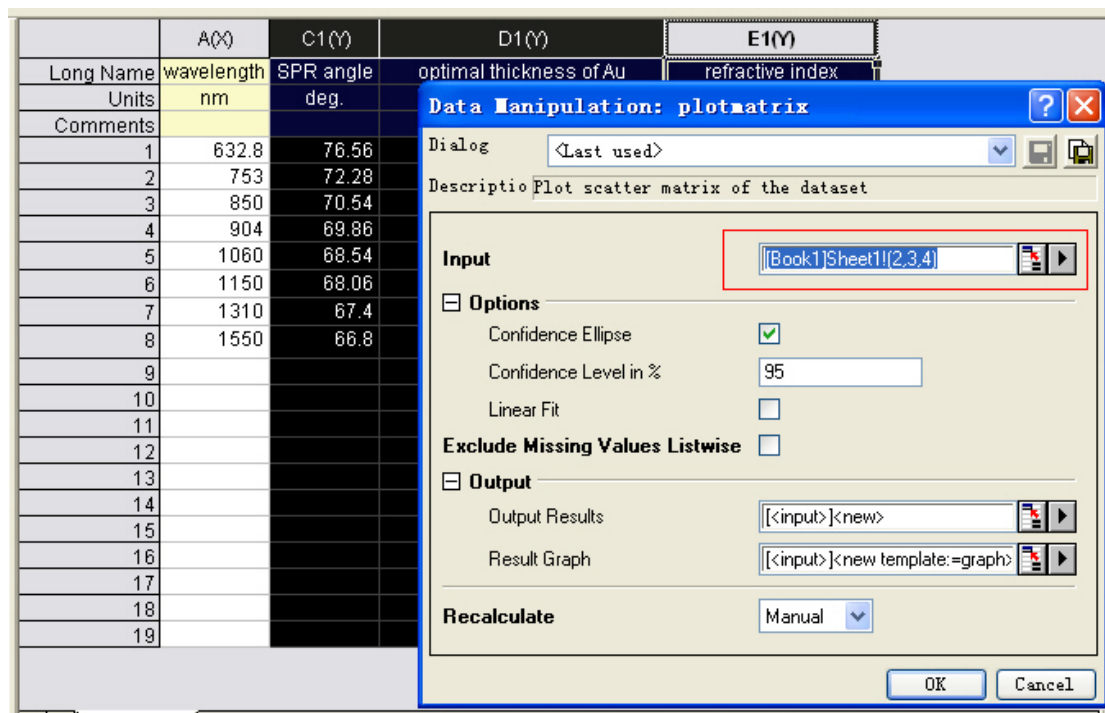 A(X) C1(Y) D1(Y) E1(Y)
Long Name wavelength SPR angle optimal thickness of Au refractive index
Units nm deg.
Comments
1 632.8 76.56
2 753 72.28
3 850 70.54
4 904 69.86
5 1060 68.54
6 1150 68.06
7 1310 67.4
8 1550 66.8
9
10
11
12
13
14
15
16
17
18
19
Data Manipulation: plotmatrix
Dialog <Last used>
Descriptio Plot scatter matrix of the dataset
Input [Book1]Sheet1!(2,3,4)
Options
Confidence Ellipse
Confidence Level in % 95
Linear Fit
Exclude Missing Values Listwise
Output
Output Results [<input>]<new>
Result Graph [<input>]<new template:=graph>
Recalculate Manual
OK Cancel